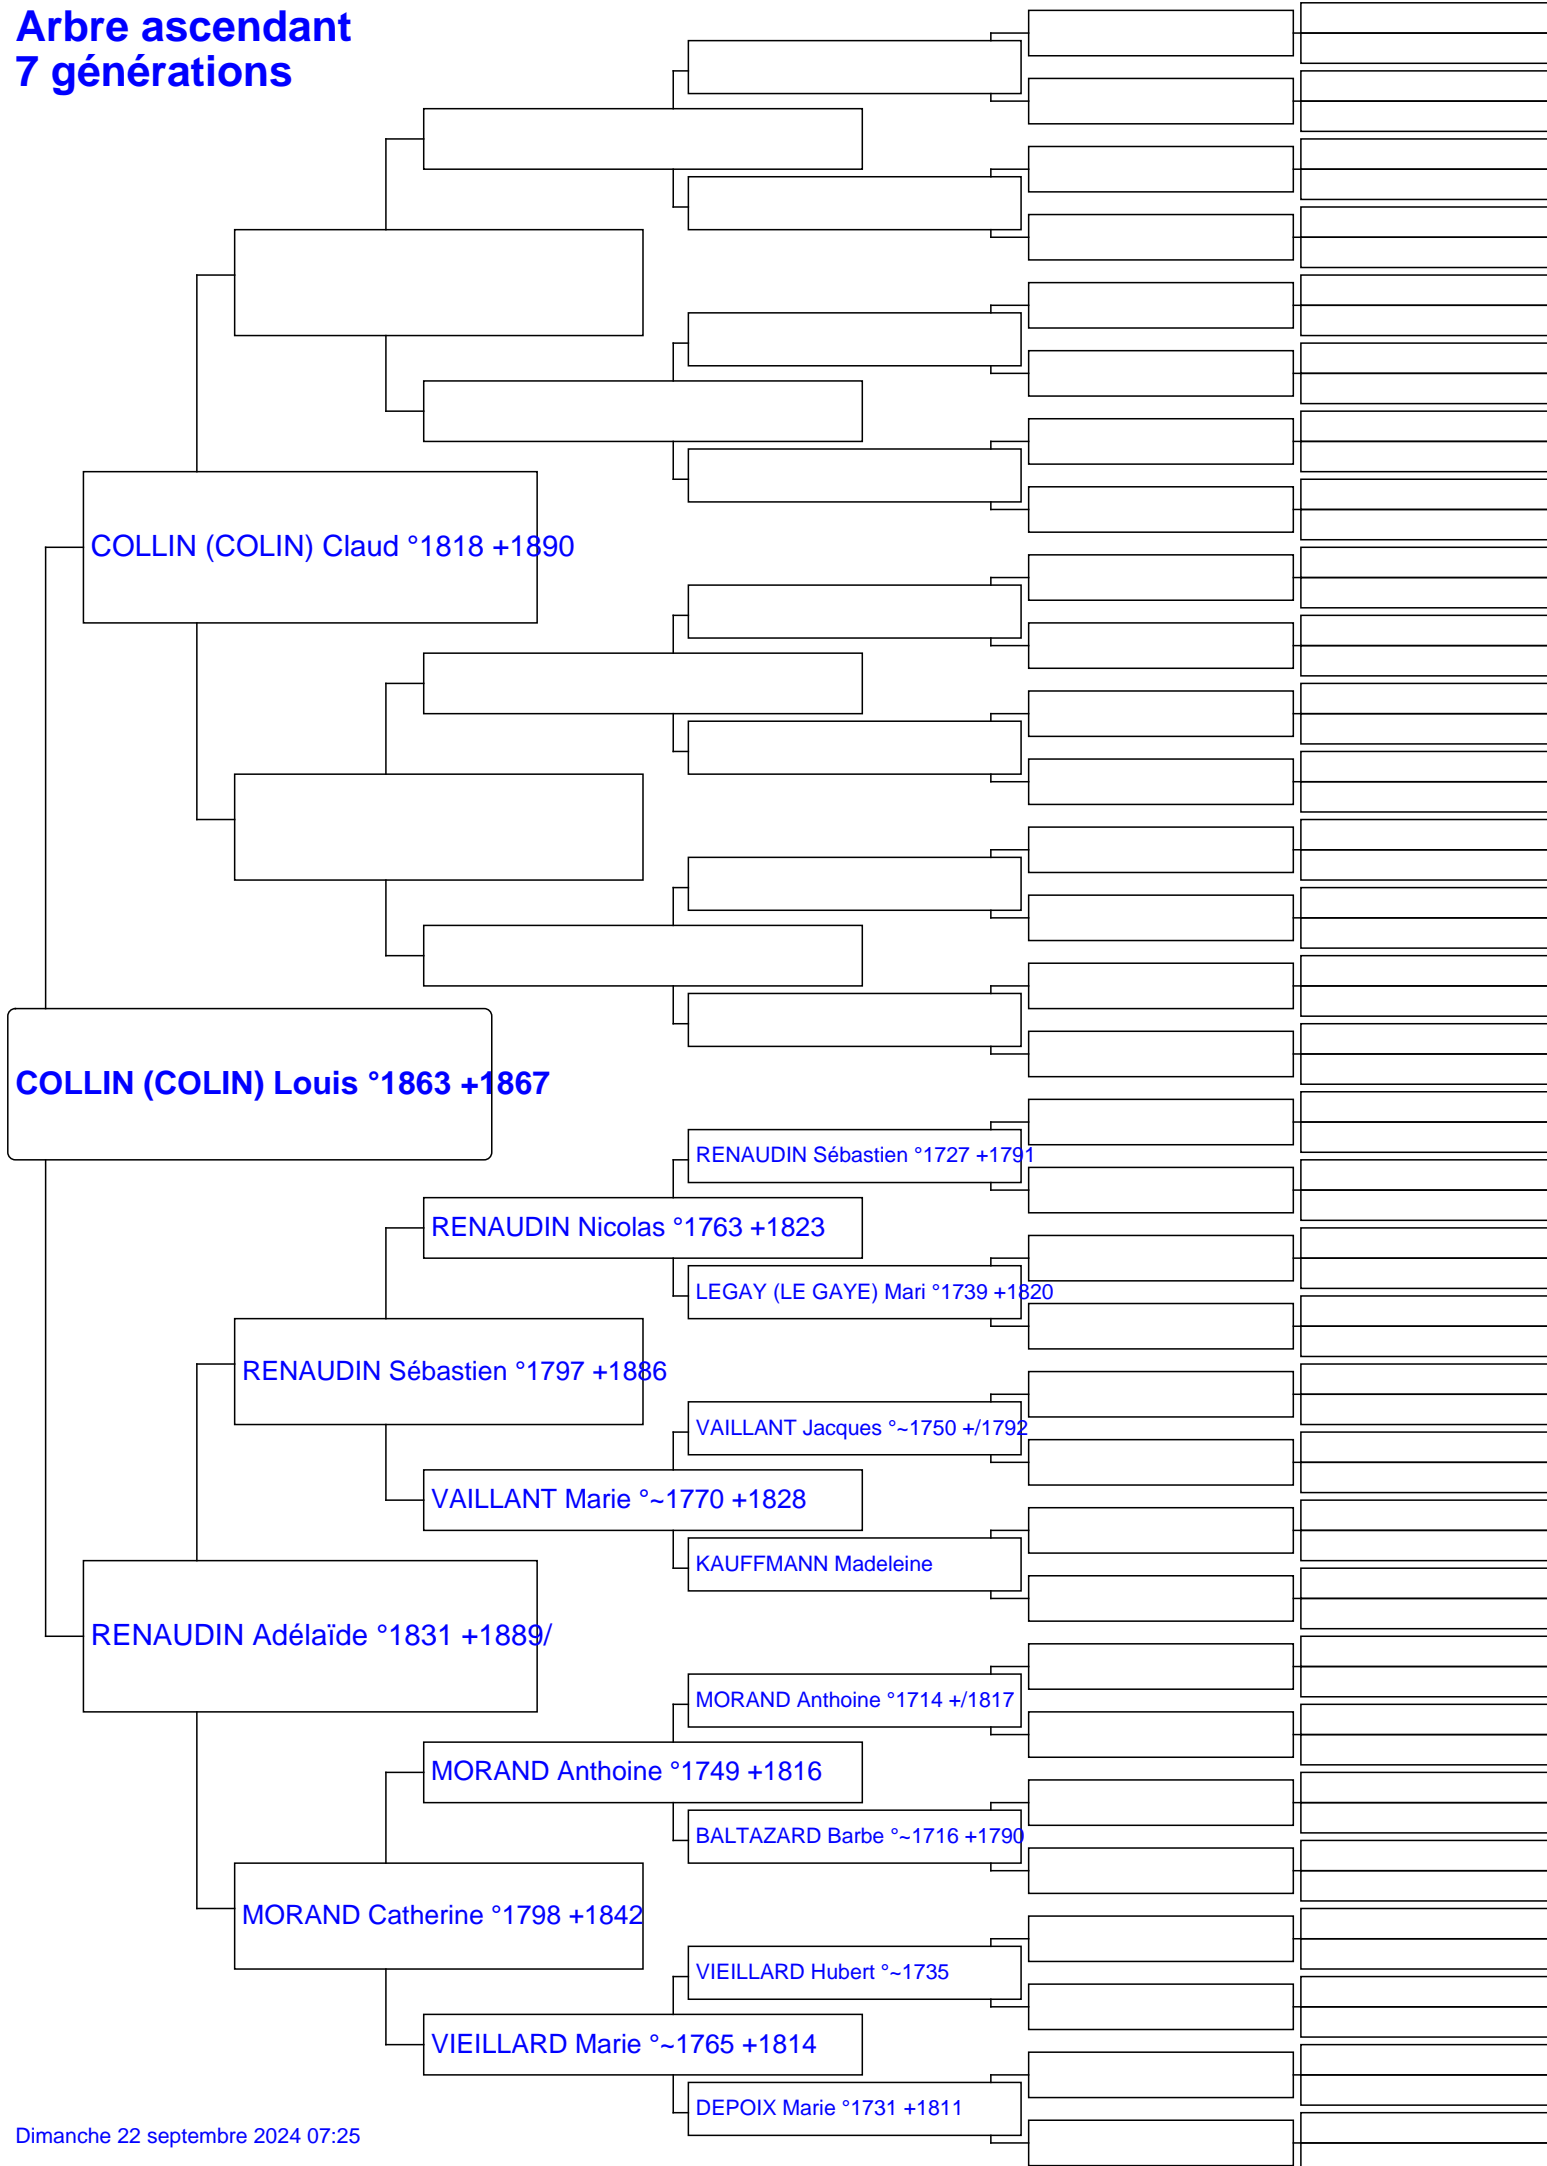 Arbre ascendant
7 générations
COLLIN (COLIN) Claud °1818 +1890
COLLIN (COLIN) Louis °1863 +1867
RENAUDIN Sébastien °1727 +1791
RENAUDIN Nicolas °1763 +1823
LEGAY (LE GAYE) Mari °1739 +1820
RENAUDIN Sébastien °1797 +1886
VAILLANT Jacques °~1750 +/1792
VAILLANT Marie °~1770 +1828
KAUFFMANN Madeleine
RENAUDIN Adélaïde °1831 +1889/
MORAND Anthoine °1714 +/1817
MORAND Anthoine °1749 +1816
BALTAZARD Barbe °~1716 +1790
MORAND Catherine °1798 +1842
VIEILLARD Hubert °~1735
VIEILLARD Marie °~1765 +1814
DEPOIX Marie °1731 +1811
Dimanche 22 septembre 2024 07:25